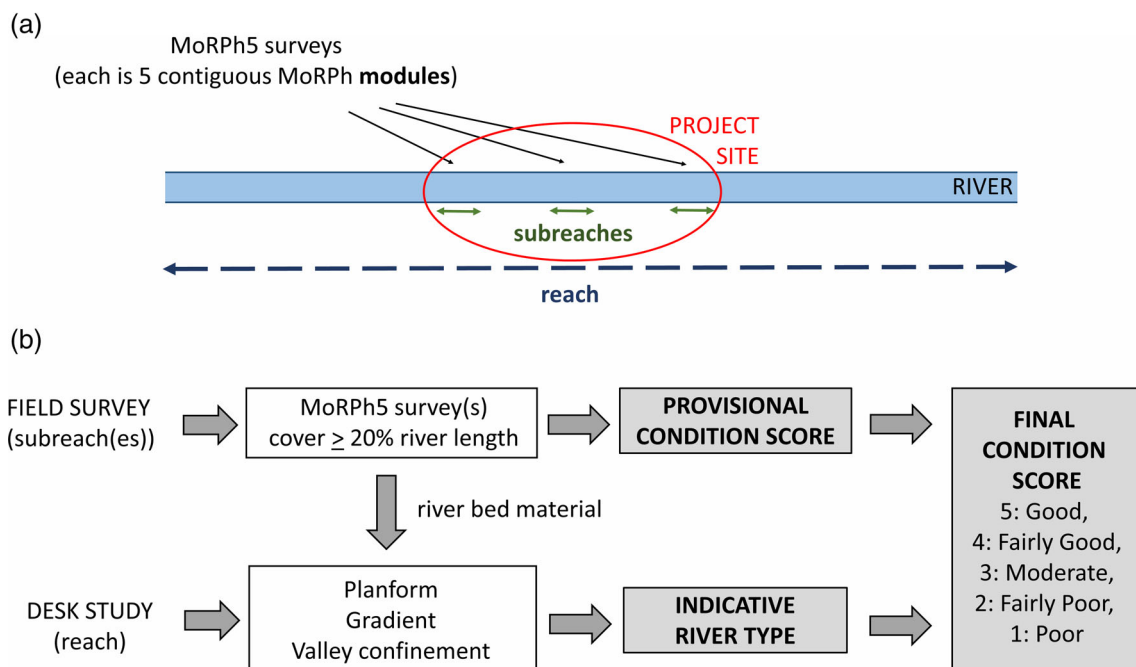 (a)
MoRPh5 surveys
(each is 5 contiguous MoRPh modules)
PROJECT
SITE
RIVER
subreaches
reach
(b)
FIELD SURVEY
(subreach(es))
MoRPh5 survey(s)
cover ≥ 20% river length
PROVISIONAL
CONDITION SCORE
FINAL
CONDITION
SCORE
5: Good,
4: Fairly Good,
3: Moderate,
2: Fairly Poor,
1: Poor
river bed material
DESK STUDY
(reach)
Planform
Gradient
Valley confinement
INDICATIVE
RIVER TYPE